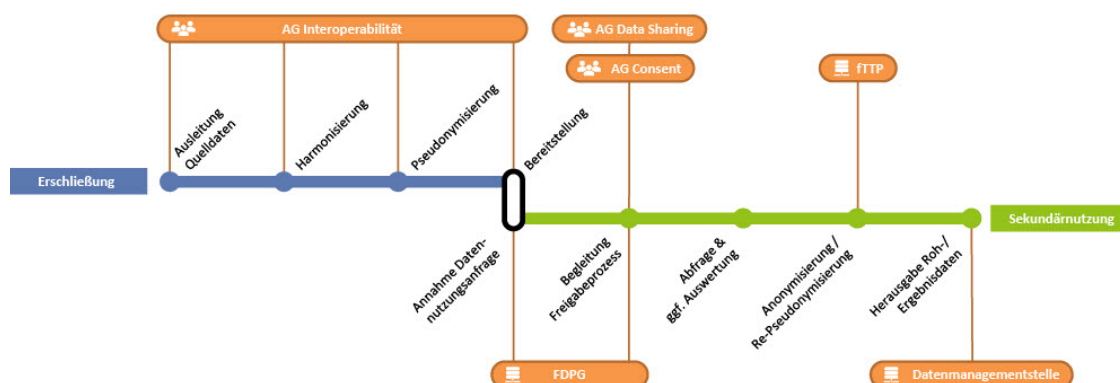 AG Interoperabilität
AG Data Sharing
AG Consent
fTTP
Ausleitung
Quelldaten
Harmonisierung
Pseudonymisierung
Bereitstellung
Erschließung
Sekundärnutzung
Annahme Daten-
nutzungsanfrage
Begleitung
Freigabeprozess
Abfrage &
ggf. Auswertung
Anonymisierung /
Re-Pseudonymisierung
Herausgabe Roh-/
Ergebnisdaten
FDPG
Datenmanagementstelle